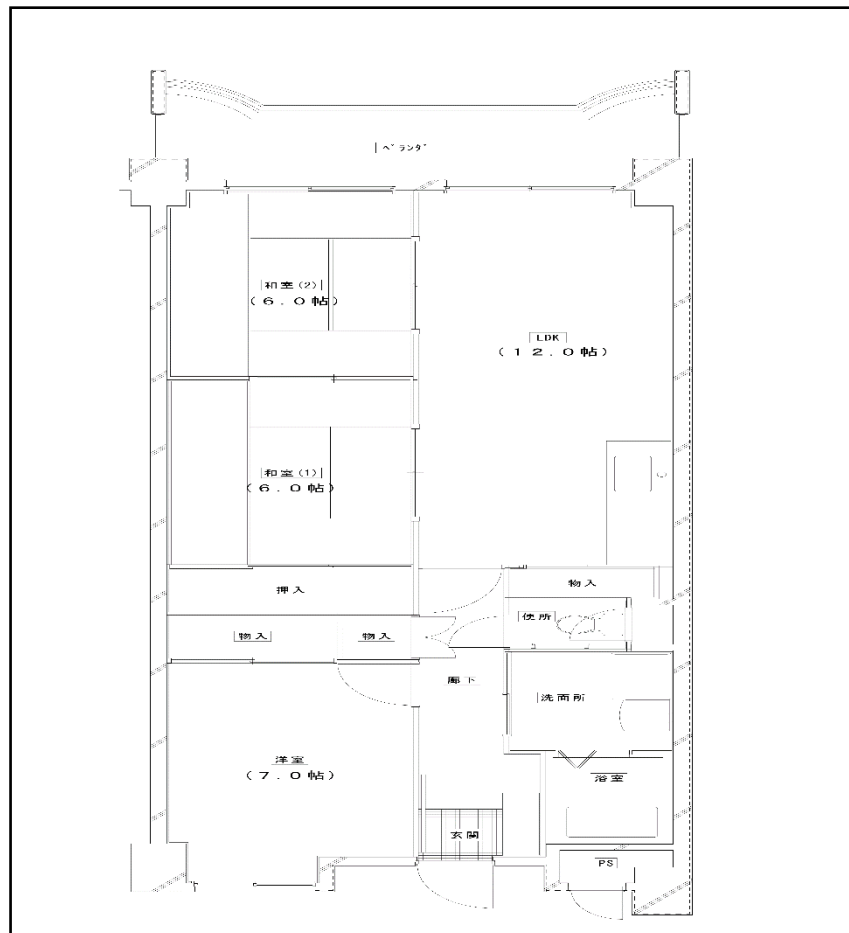 ベランダ
和室(2)
(6.0帖)
LDK
(12.0帖)
和室(1)
(6.0帖)
押入
物入
便所
物入
物入
廊下
洗面所
洋室
(7.0帖)
浴室
玄関
PS